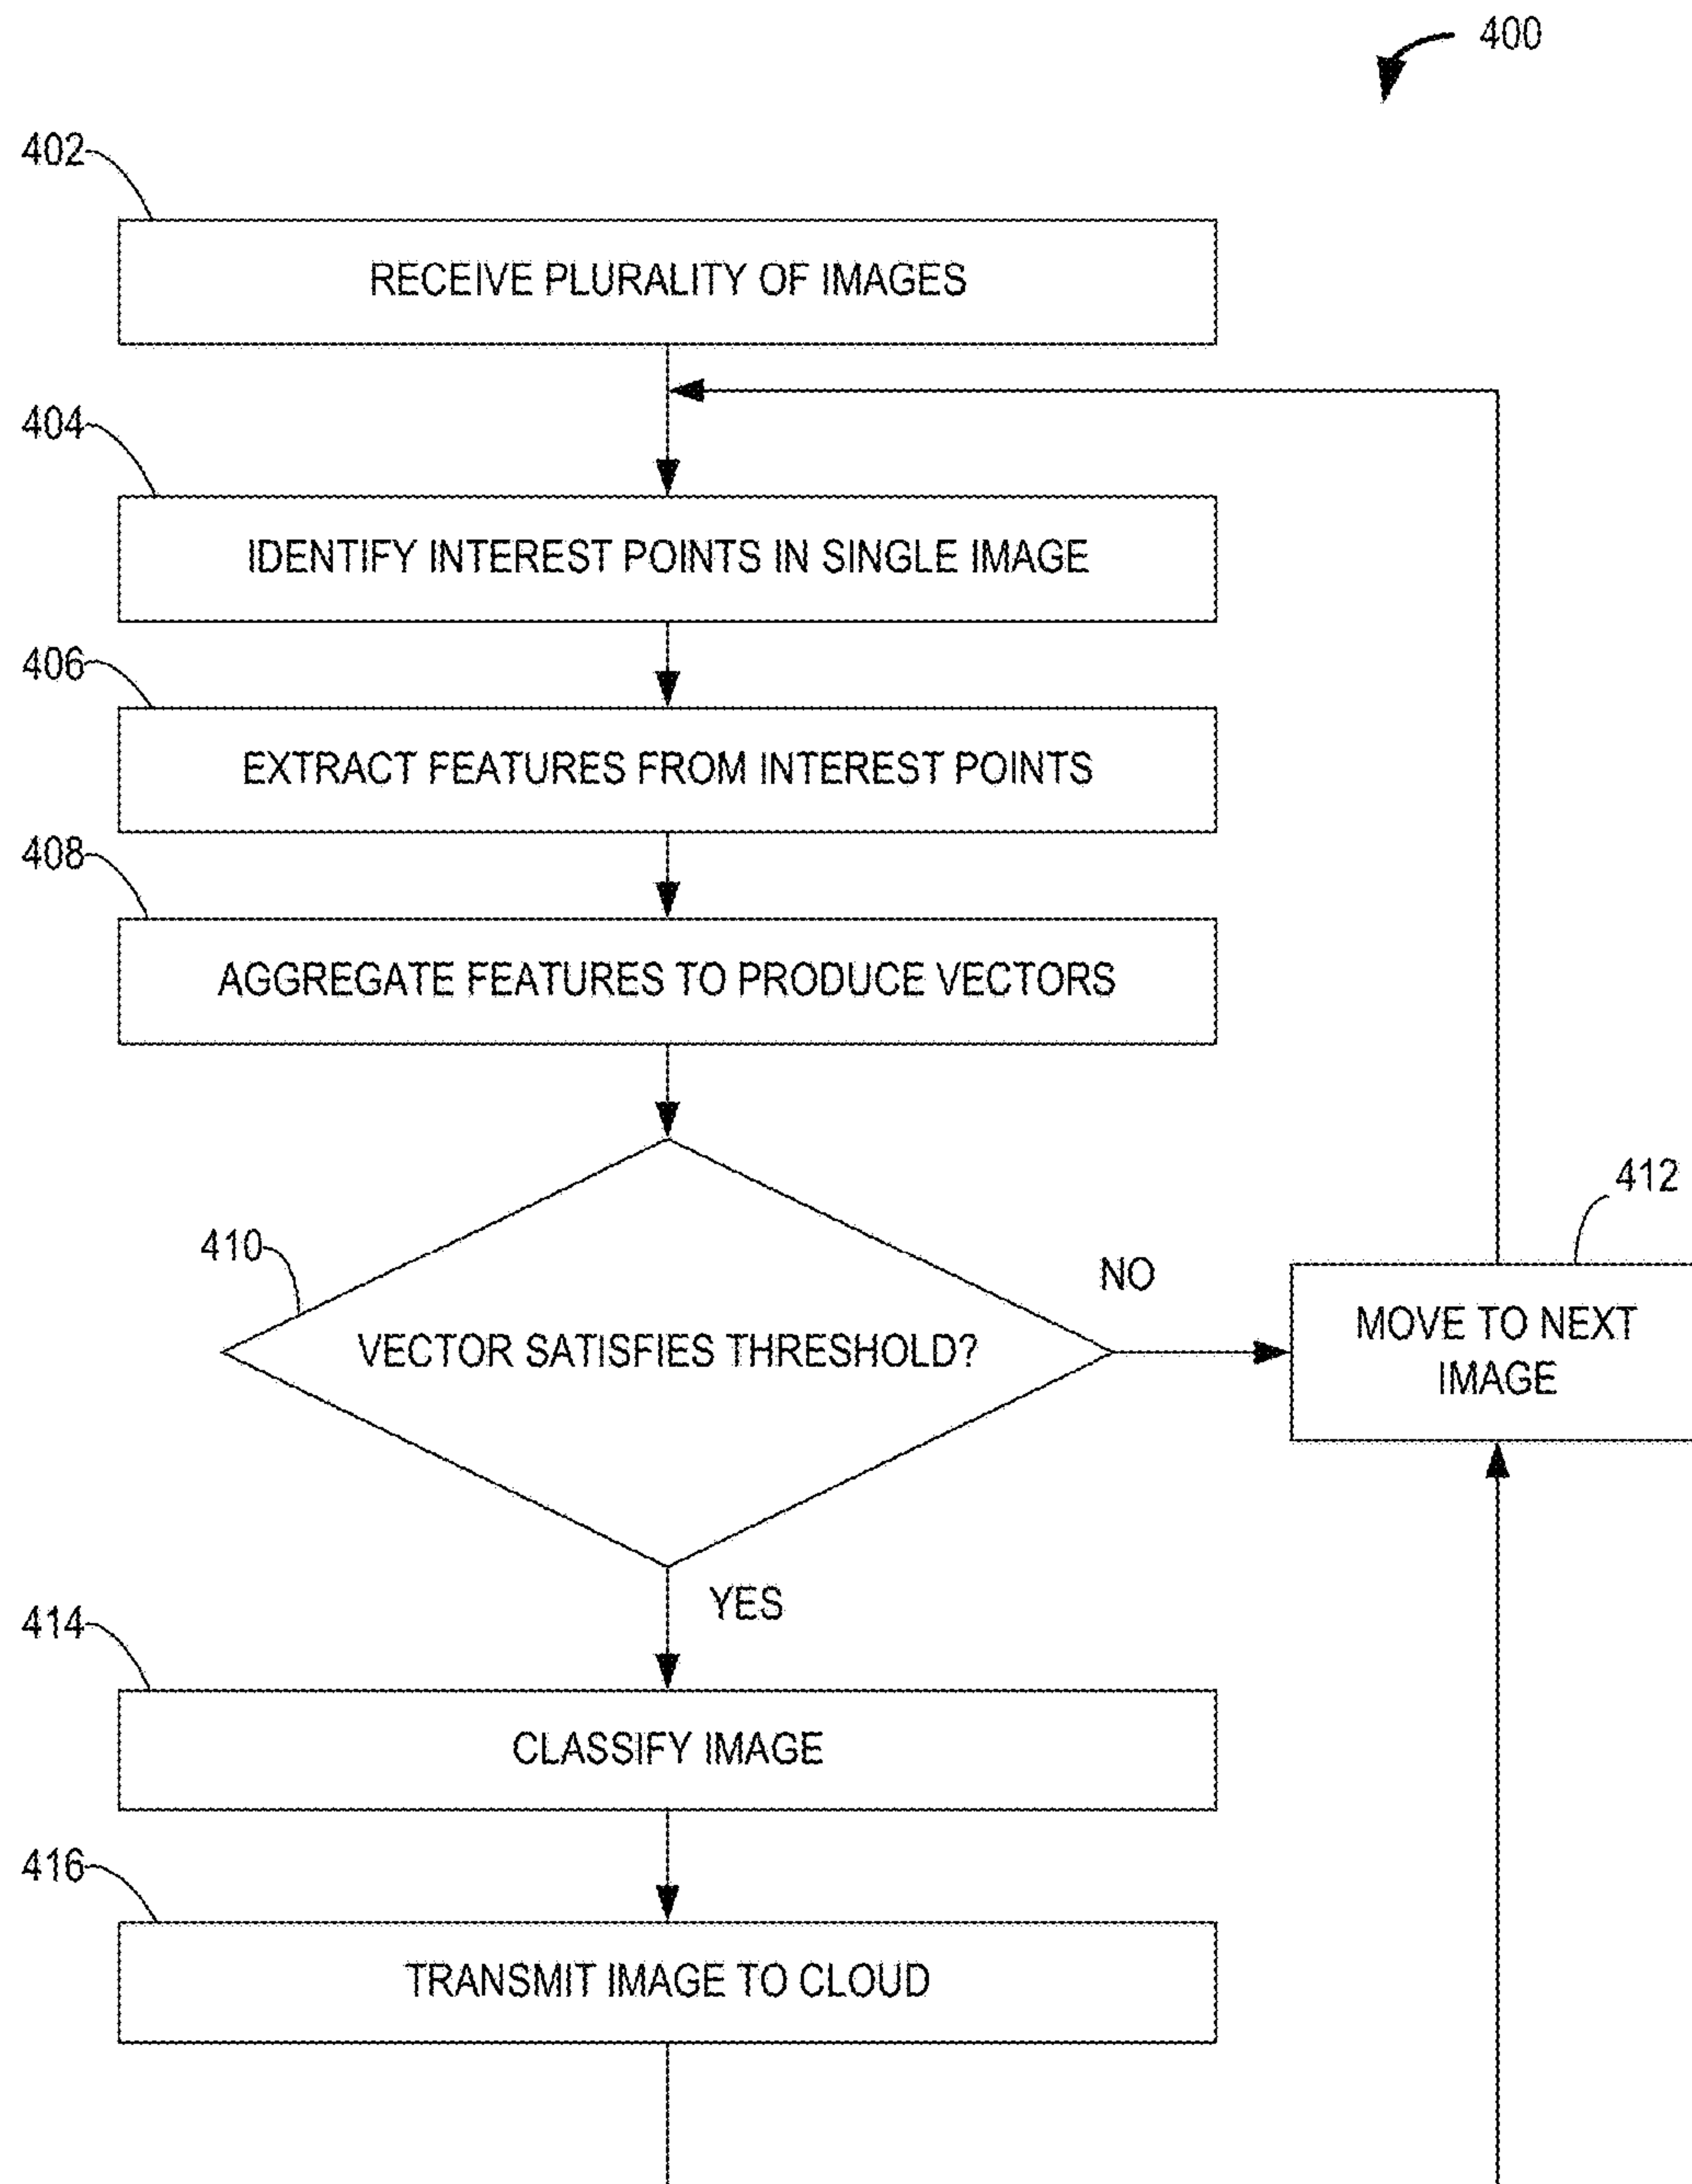 400
402
RECEIVE PLURALITY OF IMAGES
404
IDENTIFY INTEREST POINTS IN SINGLE IMAGE
406
EXTRACT FEATURES FROM INTEREST POINTS
408
AGGREGATE FEATURES TO PRODUCE VECTORS
410
VECTOR SATISFIES THRESHOLD?
NO
412
MOVE TO NEXT
IMAGE
YES
414
CLASSIFY IMAGE
416
TRANSMIT IMAGE TO CLOUD